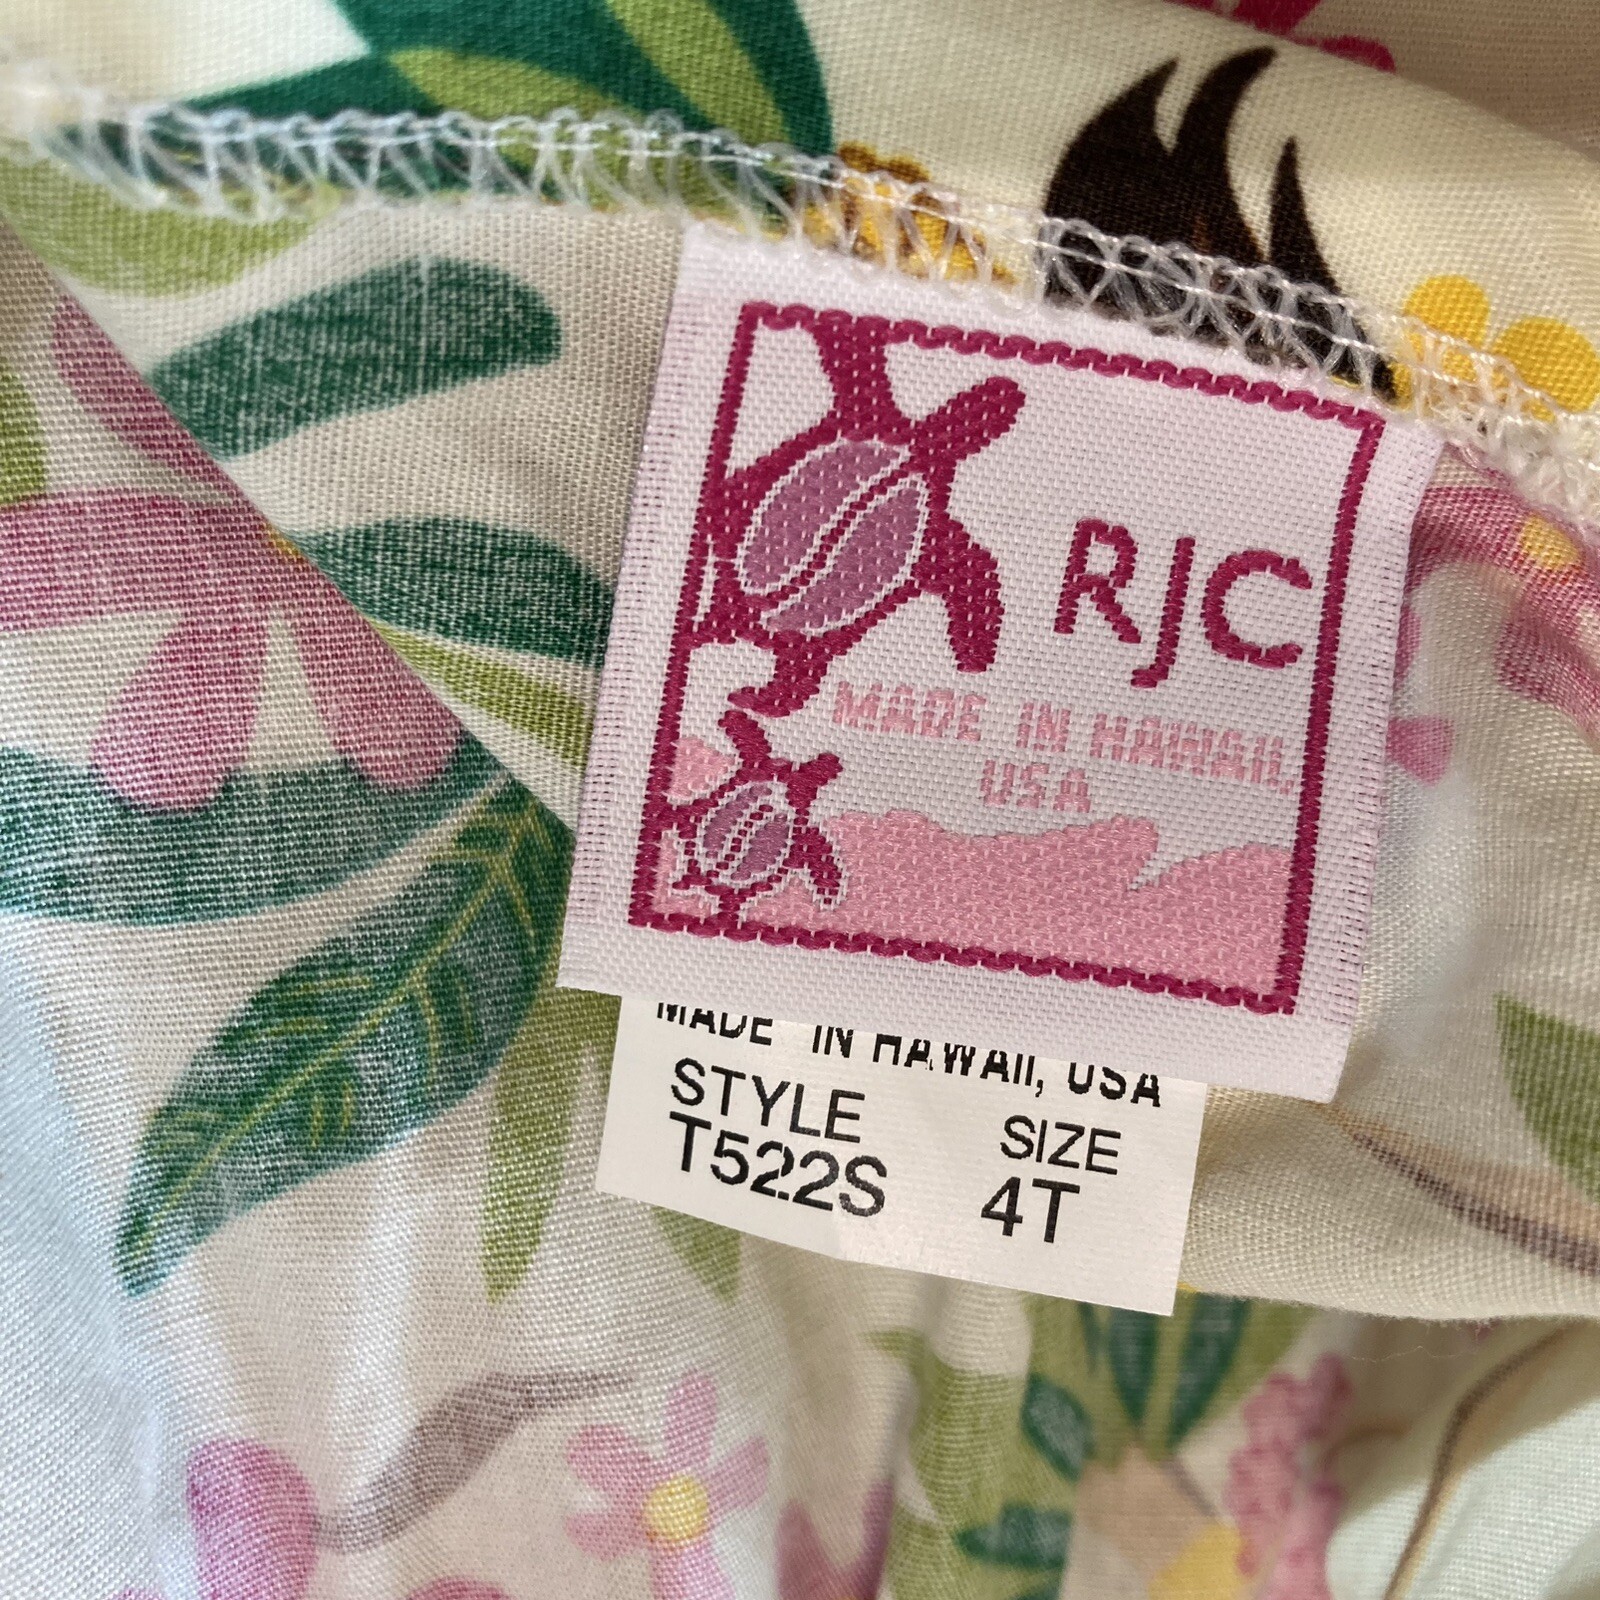 RJC
MADE IN HAWAII,
USA
MADE IN HAWAII, USA
STYLE SIZE
T522S 4T